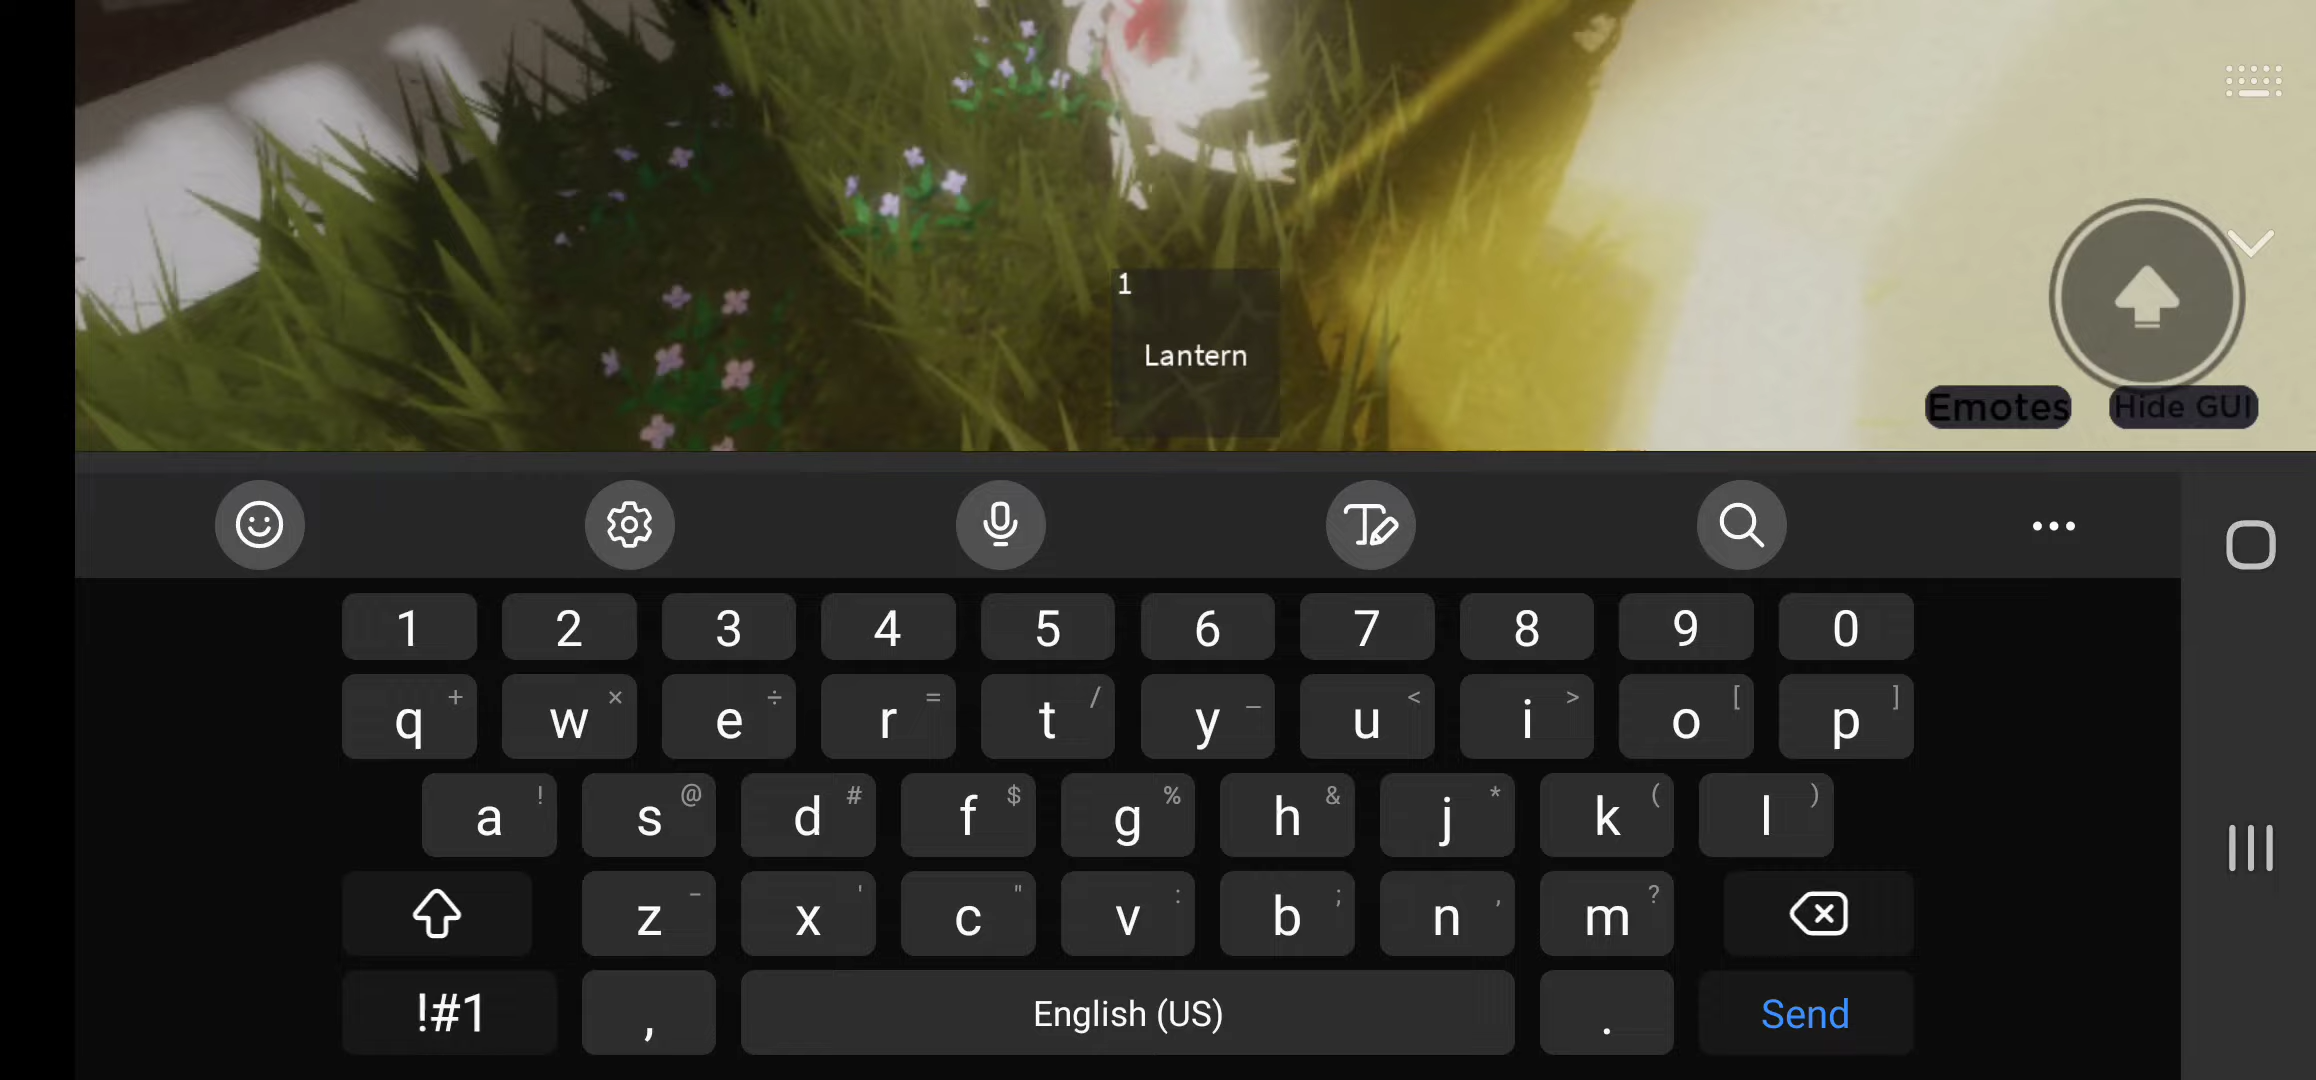 1
Lantern
Emotes
Hide GUI
1 2 3 4 5 6 7 8 9 0
q + w × e ÷ r = t / y _ u < i > o [ p ]
a ! s @ d # f $ g % h & j * k ( l )
z - x ' c " v : b ; n , m ?
!#1 , English (US) . Send